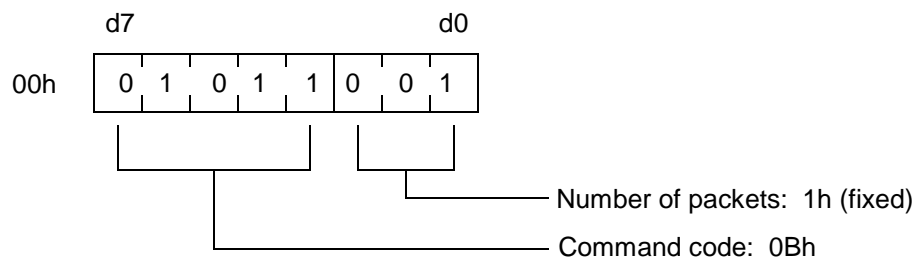 d7 d0
00h 0 1 0 1 1 0 0 1
Number of packets: 1h (fixed)
Command code: 0Bh